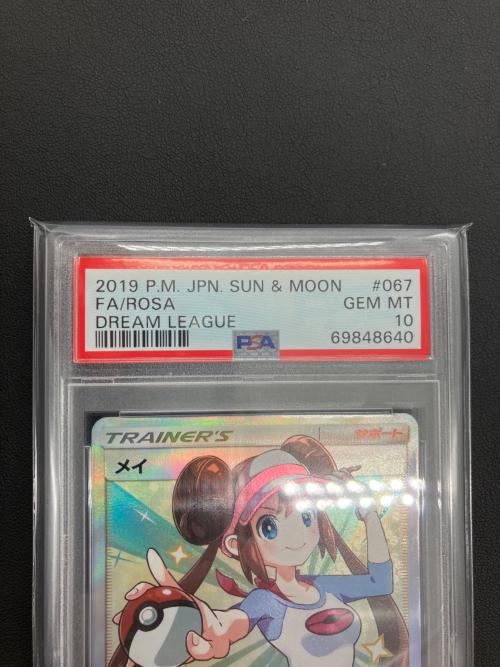 2019 P.M. JPN. SUN & MOON #067
FA/ROSA GEM MT
DREAM LEAGUE 10
PSA 69848640
TRAINER'S サポート
メイ